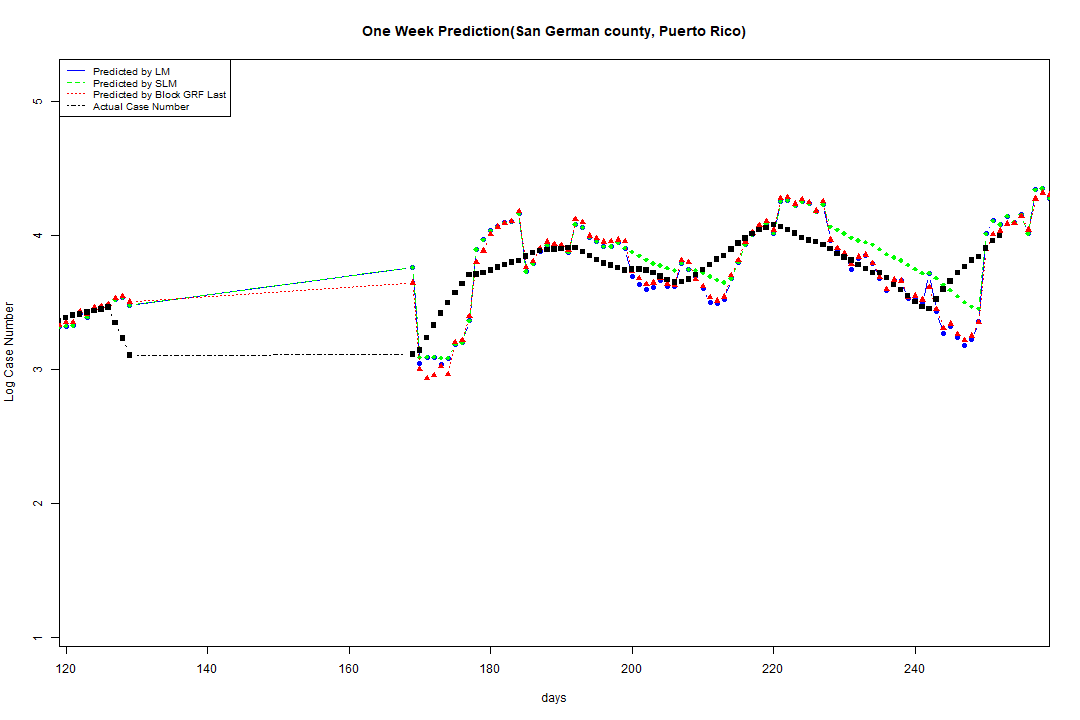 One Week Prediction(San German county, Puerto Rico)
Predicted by LM
Predicted by SLM
Predicted by Block GRF Last
Actual Case Number
5
4
3
2
1
Log Case Number
120 140 160 180 200 220 240
days